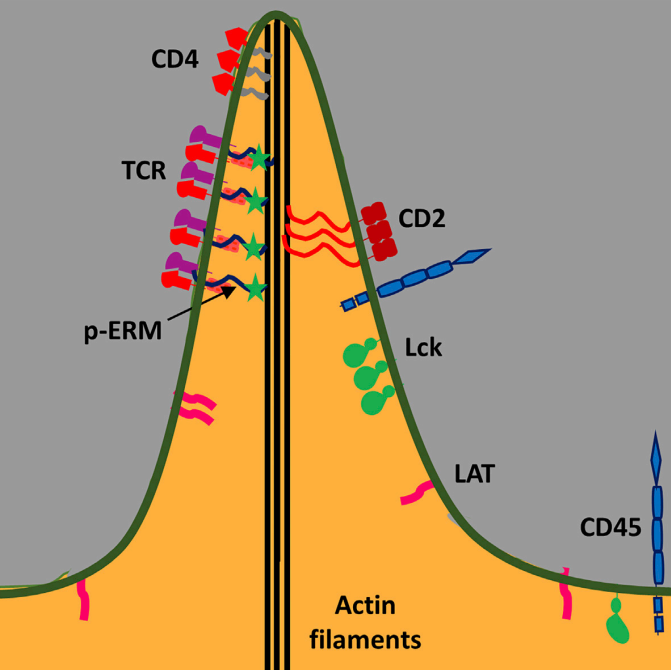 CD4
TCR
CD2
p-ERM
Lck
LAT
CD45
Actin
filaments